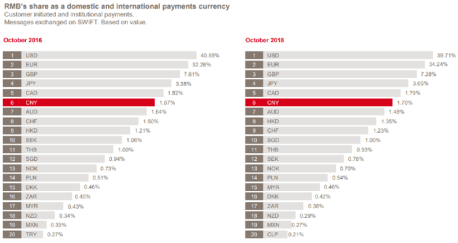 RMB's share as a domestic and international payments currency
Customer initiated and institutional payments.
Messages exchanged on SWIFT. Based on value.
October 2016
1 USD 40.55%
2 EUR 32.26%
3 GBP 7.61%
4 JPY 3.38%
5 CAD 1.82%
6 CNY 1.67%
7 AUD 1.64%
8 CHF 1.50%
9 HKD 1.21%
10 SEK 1.06%
11 THB 1.00%
12 SGD 0.94%
13 NOK 0.73%
14 PLN 0.51%
15 DKK 0.46%
16 ZAR 0.45%
17 MYR 0.43%
18 NZD 0.34%
19 MXN 0.33%
20 TRY 0.27%
October 2018
1 USD 39.71%
2 EUR 34.24%
3 GBP 7.28%
4 JPY
5 CAD 1.79%
6 CNY 1.70%
7 AUD 1.48%
8 HKD 1.35%
9 CHF 1.23%
10 SGD 1.00%
11 THB
12 SEK 0.78%
13 NOK 0.70%
14 PLN 0.54%
15 MYR 0.46%
16 DKK 0.42%
17 ZAR 0.38%
18 NZD 0.29%
19 MXN 0.27%
20 CLP 0.21%